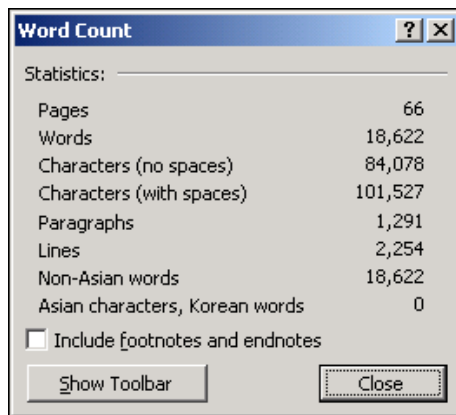 Word Count
Statistics:
Pages 66
Words 18,622
Characters (no spaces) 84,078
Characters (with spaces) 101,527
Paragraphs 1,291
Lines 2,254
Non-Asian words 18,622
Asian characters, Korean words 0
Include footnotes and endnotes
Show Toolbar Close